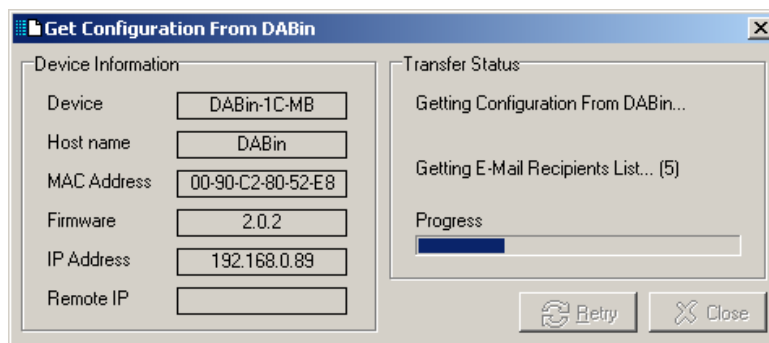 Get Configuration From DABin
Device Information
Device DABin-1C-MB
Host name DABin
MAC Address 00-90-C2-80-52-E8
Firmware 2.0.2
IP Address 192.168.0.89
Remote IP
Transfer Status
Getting Configuration From DABin...
Getting E-Mail Recipients List... (5)
Progress
Retry
Close